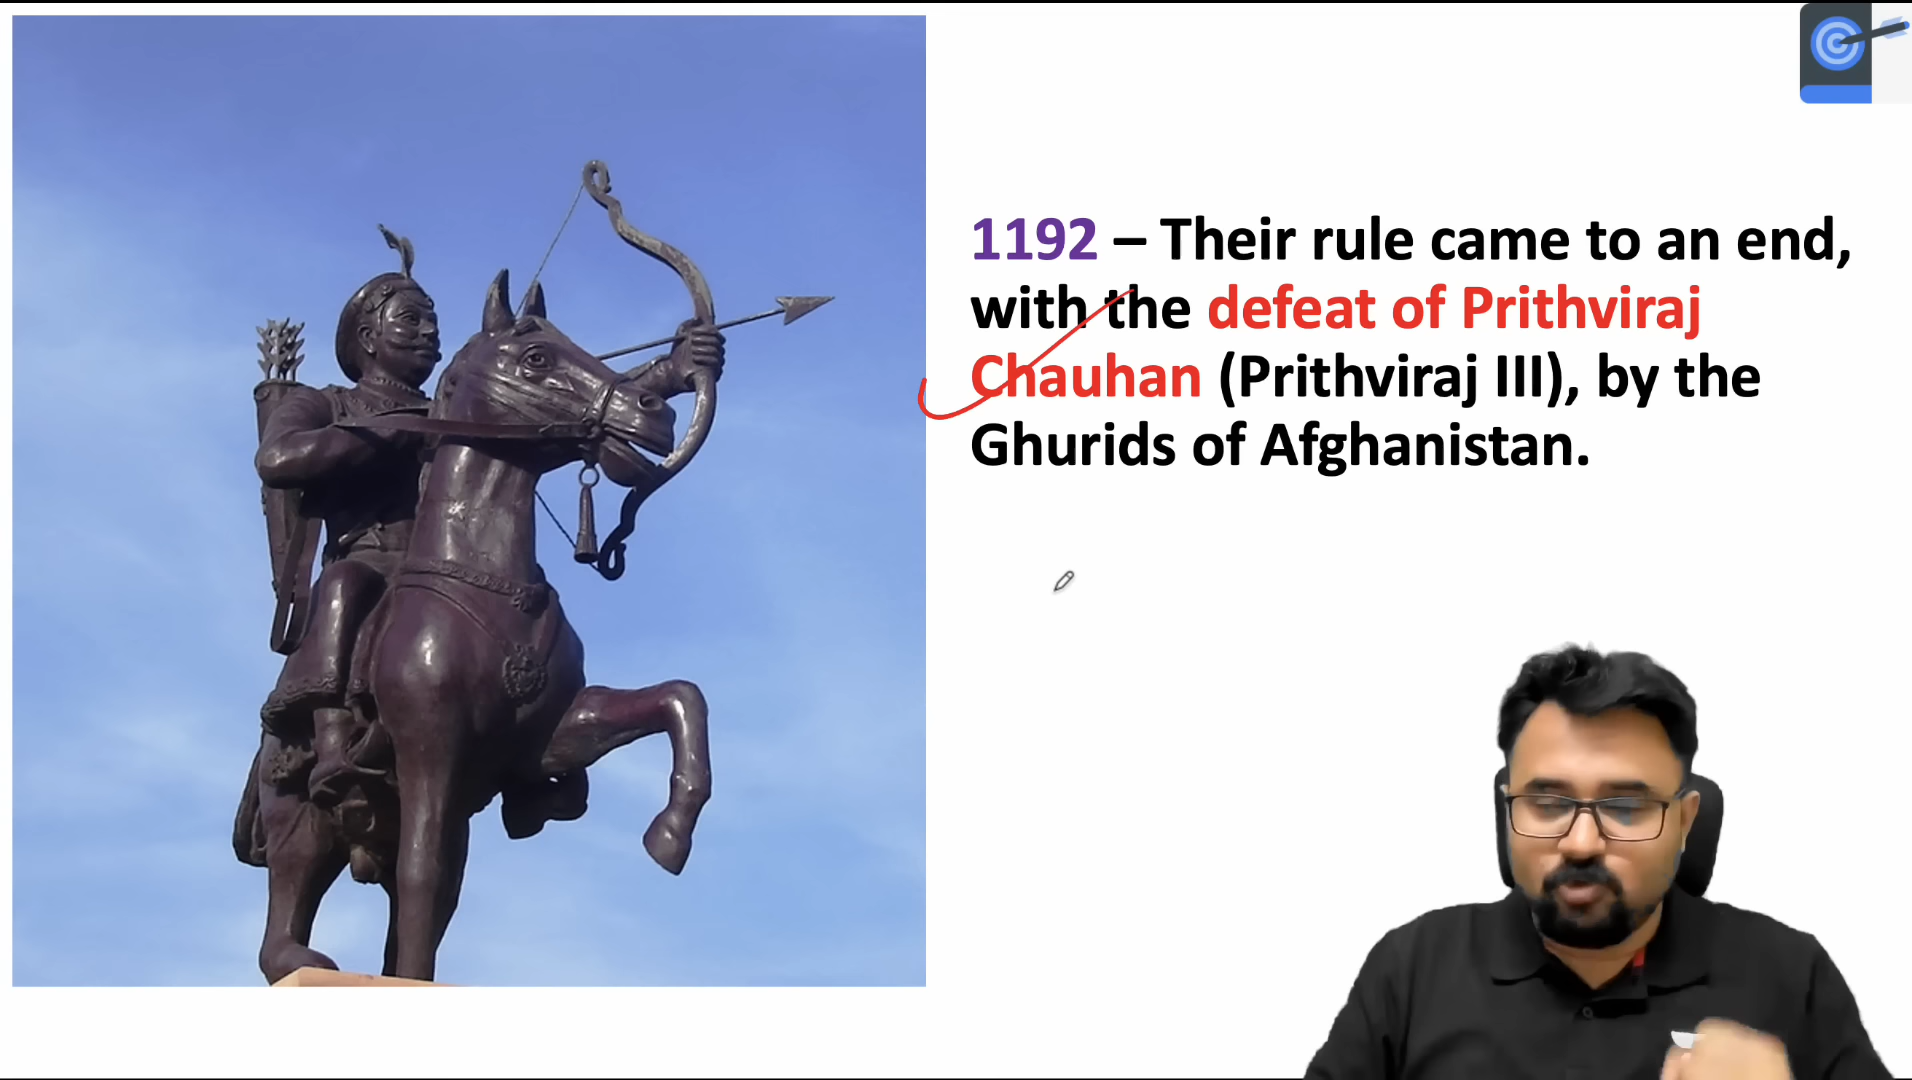 1192 – Their rule came to an end,
with the defeat of Prithviraj
Chauhan (Prithviraj III), by the
Ghurids of Afghanistan.